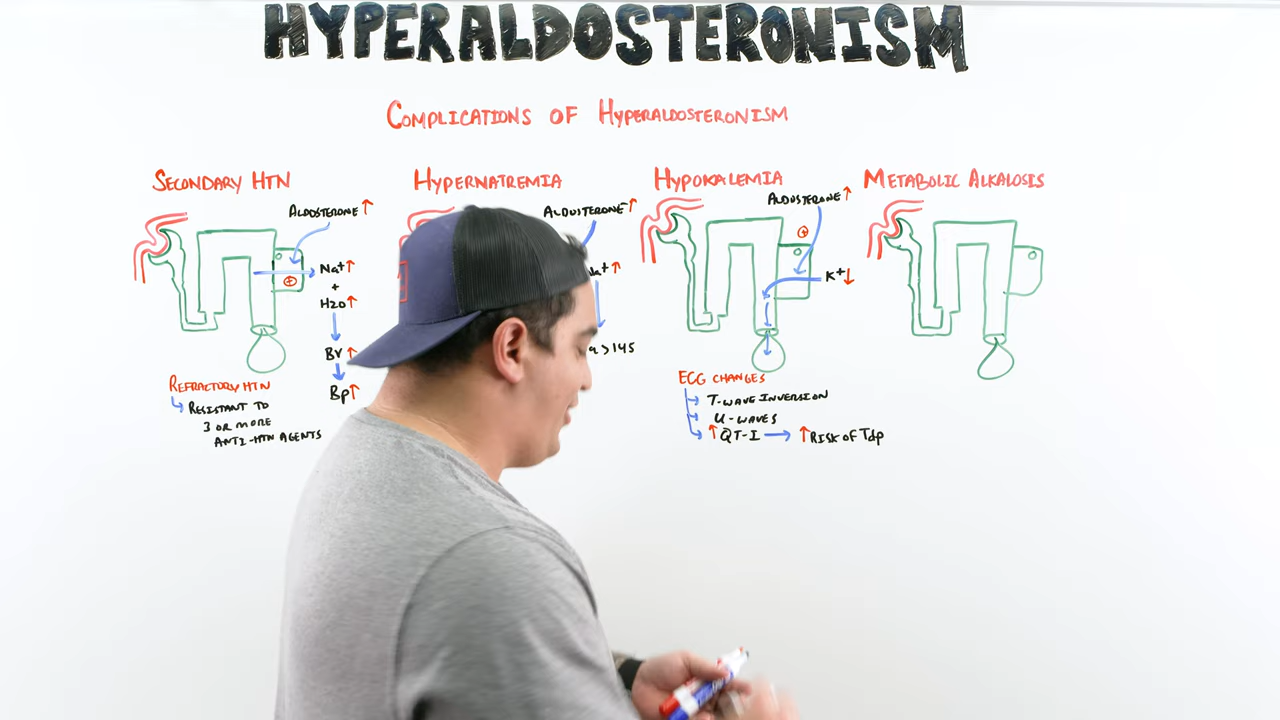 HYPERALDOSTERONISM
COMPLICATIONS OF HYPERALDOSTERONISM
SECONDARY HTN
ALDOSTERONE ↑
Na+ ↑
+
H2O ↑
BV ↑
BP ↑
REFRACTORY HTN
RESISTANT TO
3 OR MORE
ANTI-HTN AGENTS
HYPERNATREMIA
ALDOSTERONE ↑
>145
HYPOKALEMIA
ALDOSTERONE ↑
+
K+ ↓
ECG CHANGES
T-WAVE INVERSION
U-WAVES
↑ QT-I → ↑ RISK OF TdP
METABOLIC ALKALOSIS